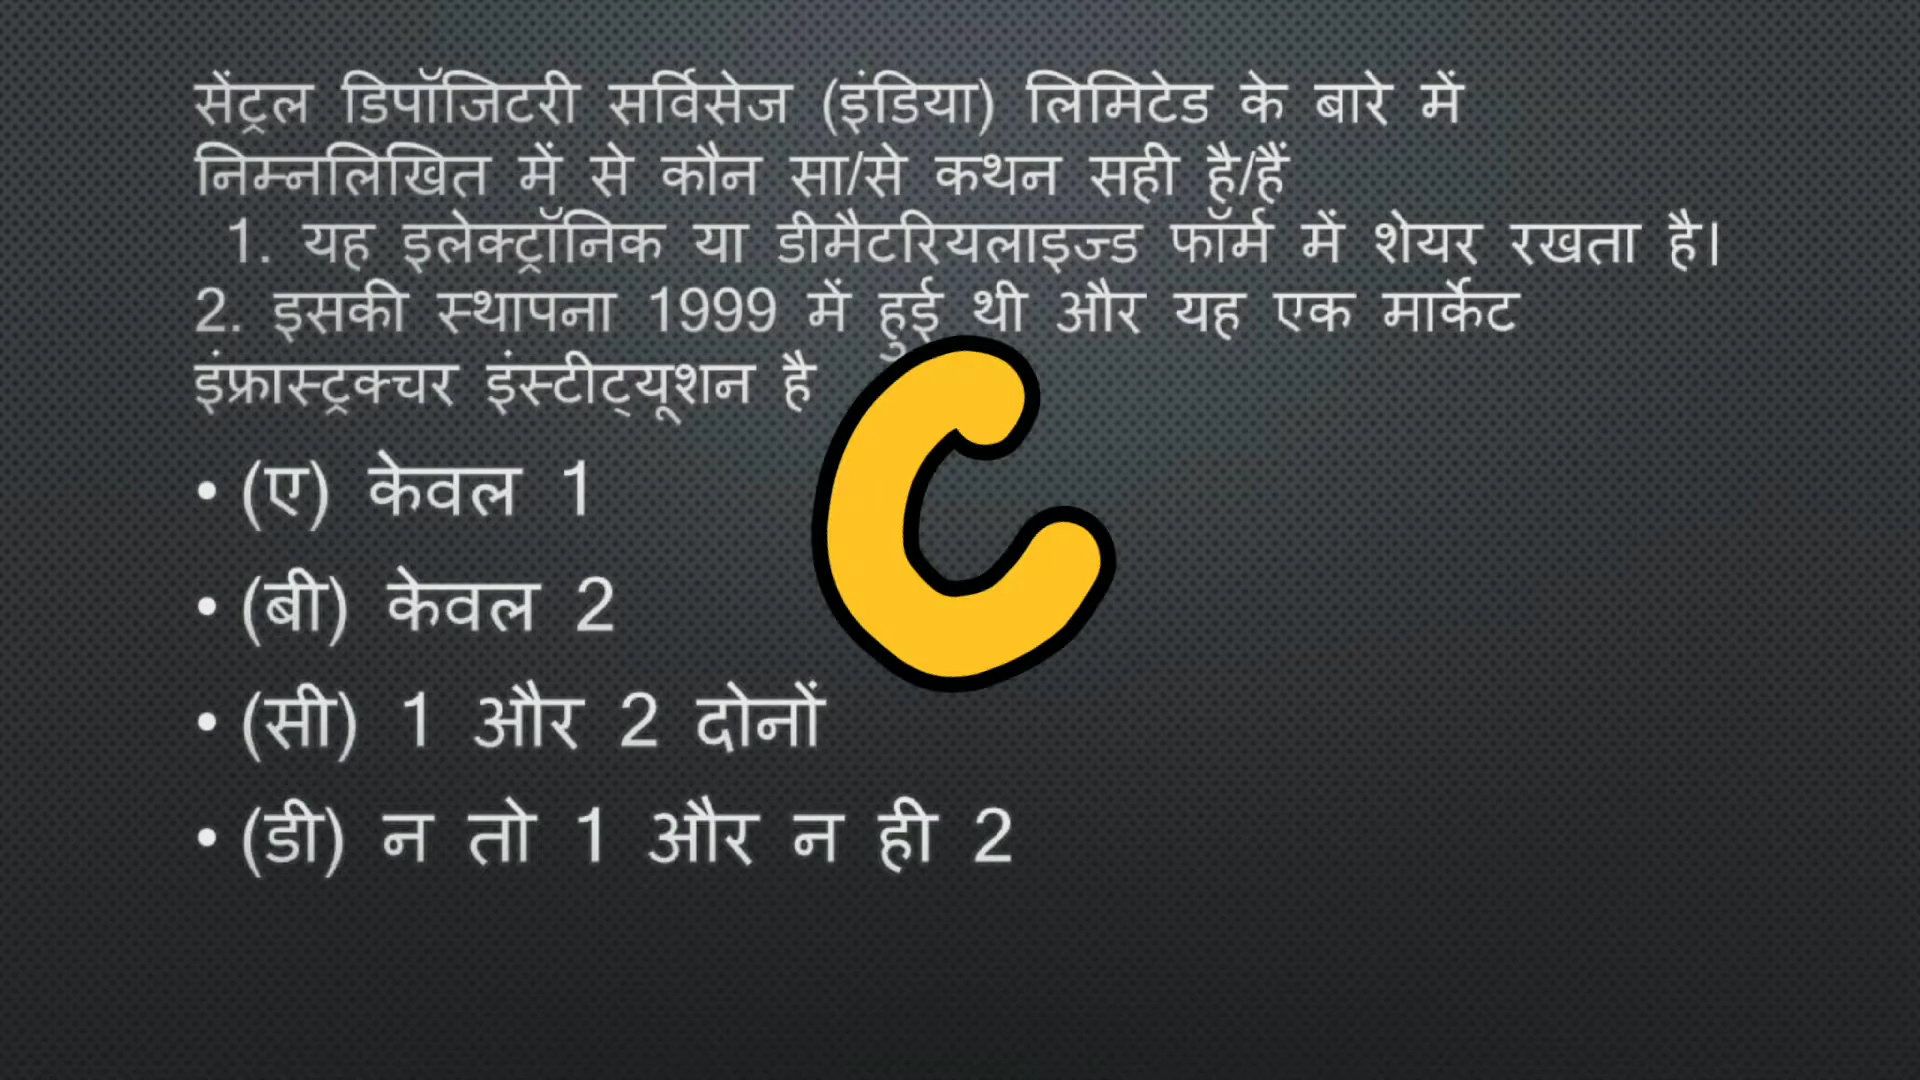 सेंट्रल डिपॉजिटरी सर्विसेज (इंडिया) लिमिटेड के बारे में
निम्नलिखित में से कौन सा/से कथन सही है/हैं
1. यह इलेक्ट्रॉनिक या डीमैटरियलाइज्ड फॉर्म में शेयर रखता है।
2. इसकी स्थापना 1999 में हुई थी और यह एक मार्केट
इंफ्रास्ट्रक्चर इंस्टीट्यूशन है
• (ए) केवल 1
• (बी) केवल 2
C
• (सी) 1 और 2 दोनों
• (डी) न तो 1 और न ही 2